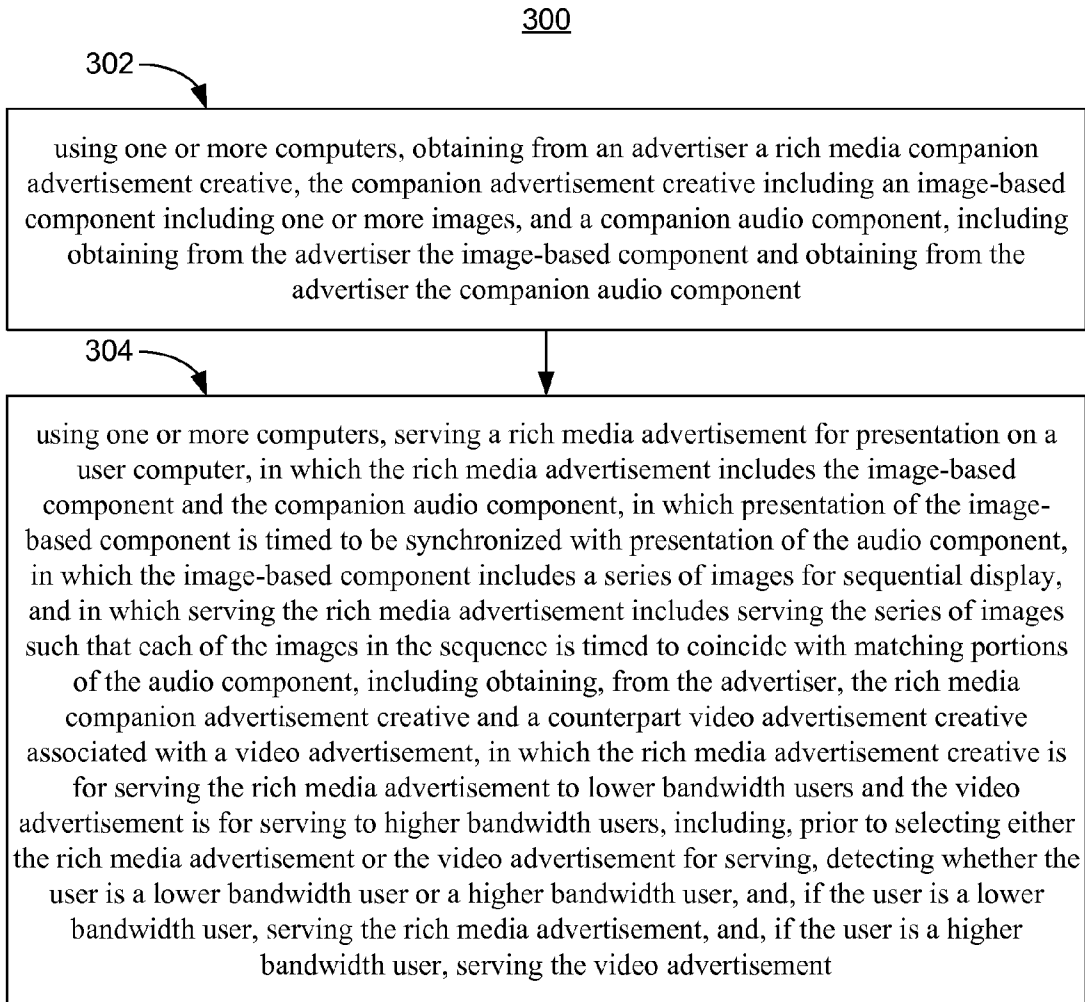 300
302
using one or more computers, obtaining from an advertiser a rich media companion
advertisement creative, the companion advertisement creative including an image-based
component including one or more images, and a companion audio component, including
obtaining from the advertiser the image-based component and obtaining from the
advertiser the companion audio component
304
using one or more computers, serving a rich media advertisement for presentation on a
user computer, in which the rich media advertisement includes the image-based
component and the companion audio component, in which presentation of the image-
based component is timed to be synchronized with presentation of the audio component,
in which the image-based component includes a series of images for sequential display,
and in which serving the rich media advertisement includes serving the series of images
such that each of the images in the sequence is timed to coincide with matching portions
of the audio component, including obtaining, from the advertiser, the rich media
companion advertisement creative and a counterpart video advertisement creative
associated with a video advertisement, in which the rich media advertisement creative is
for serving the rich media advertisement to lower bandwidth users and the video
advertisement is for serving to higher bandwidth users, including, prior to selecting either
the rich media advertisement or the video advertisement for serving, detecting whether the
user is a lower bandwidth user or a higher bandwidth user, and, if the user is a lower
bandwidth user, serving the rich media advertisement, and, if the user is a higher
bandwidth user, serving the video advertisement